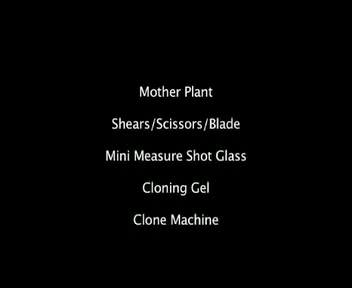 Mother Plant
Shears/Scissors/Blade
Mini Measure Shot Glass
Cloning Gel
Clone Machine